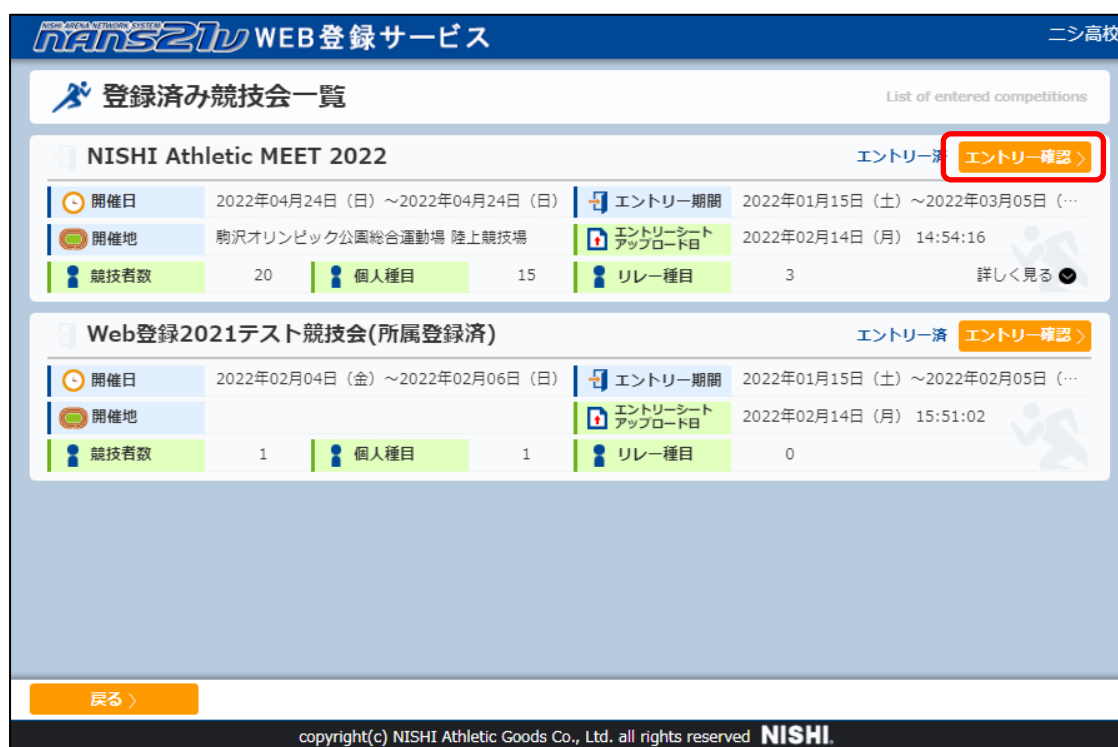 NISHI ARENA NETWORK SYSTEM
nans21v WEB登録サービス
ニシ高校
登録済み競技会一覧
List of entered competitions
NISHI Athletic MEET 2022
エントリー済 エントリー確認 〉
開催日 2022年04月24日（日）～2022年04月24日（日） エントリー期間 2022年01月15日（土）～2022年03月05日（…
開催地 駒沢オリンピック公園総合運動場 陸上競技場 エントリーシート
アップロード日 2022年02月14日（月） 14:54:16
競技者数 20 個人種目 15 リレー種目 3 詳しく見る
Web登録2021テスト競技会(所属登録済)
エントリー済 エントリー確認 〉
開催日 2022年02月04日（金）～2022年02月06日（日） エントリー期間 2022年01月15日（土）～2022年02月05日（…
開催地 エントリーシート
アップロード日 2022年02月14日（月） 15:51:02
競技者数 1 個人種目 1 リレー種目 0
戻る 〉
copyright(c) NISHI Athletic Goods Co., Ltd. all rights reserved NISHI.